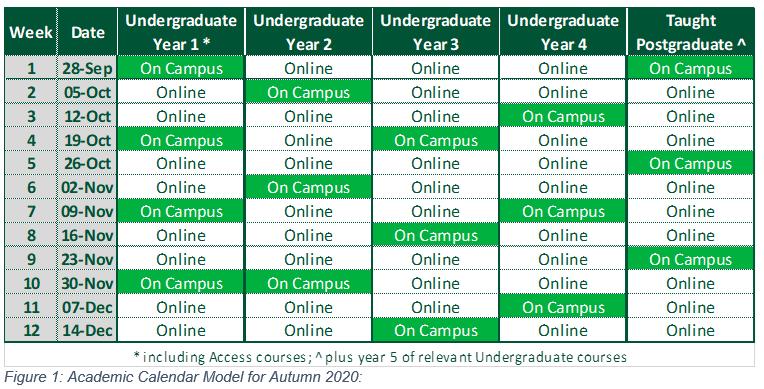 Week Date Undergraduate Year 1 * Undergraduate Year 2 Undergraduate Year 3 Undergraduate Year 4 Taught Postgraduate ^
1 28-Sep On Campus Online Online Online On Campus
2 05-Oct Online On Campus Online Online Online
3 12-Oct Online Online Online On Campus Online
4 19-Oct On Campus Online On Campus Online Online
5 26-Oct Online Online Online Online On Campus
6 02-Nov Online On Campus Online Online Online
7 09-Nov On Campus Online Online On Campus Online
8 16-Nov Online Online On Campus Online Online
9 23-Nov Online Online Online Online On Campus
10 30-Nov On Campus On Campus Online Online Online
11 07-Dec Online Online Online On Campus Online
12 14-Dec Online Online On Campus Online Online
* including Access courses; ^ plus year 5 of relevant Undergraduate courses
Figure 1: Academic Calendar Model for Autumn 2020: